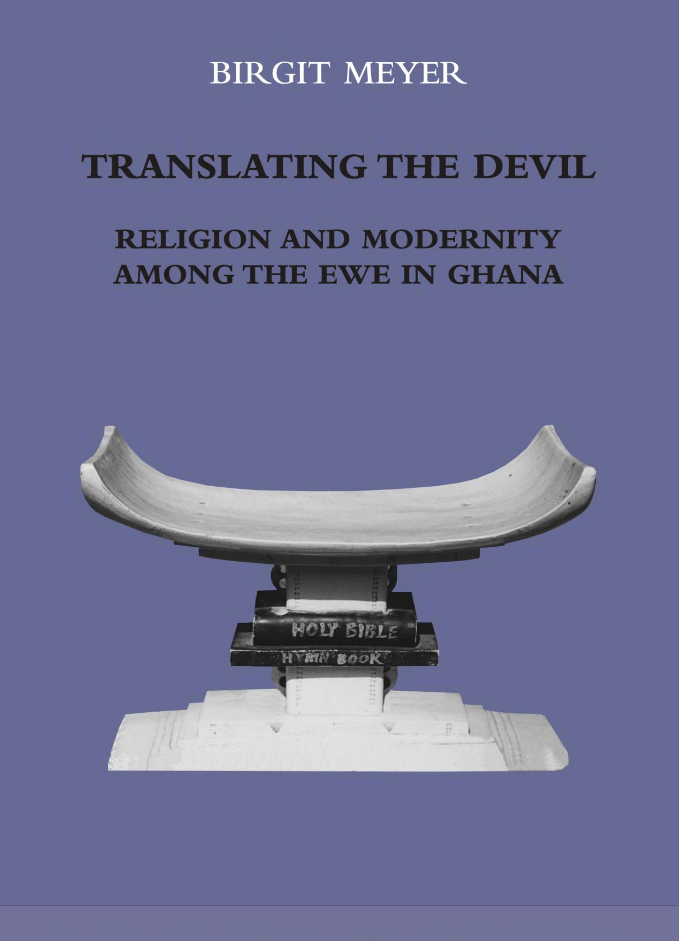 BIRGIT MEYER
TRANSLATING THE DEVIL
RELIGION AND MODERNITY
AMONG THE EWE IN GHANA
HOLY BIBLE
HYMN BOOK